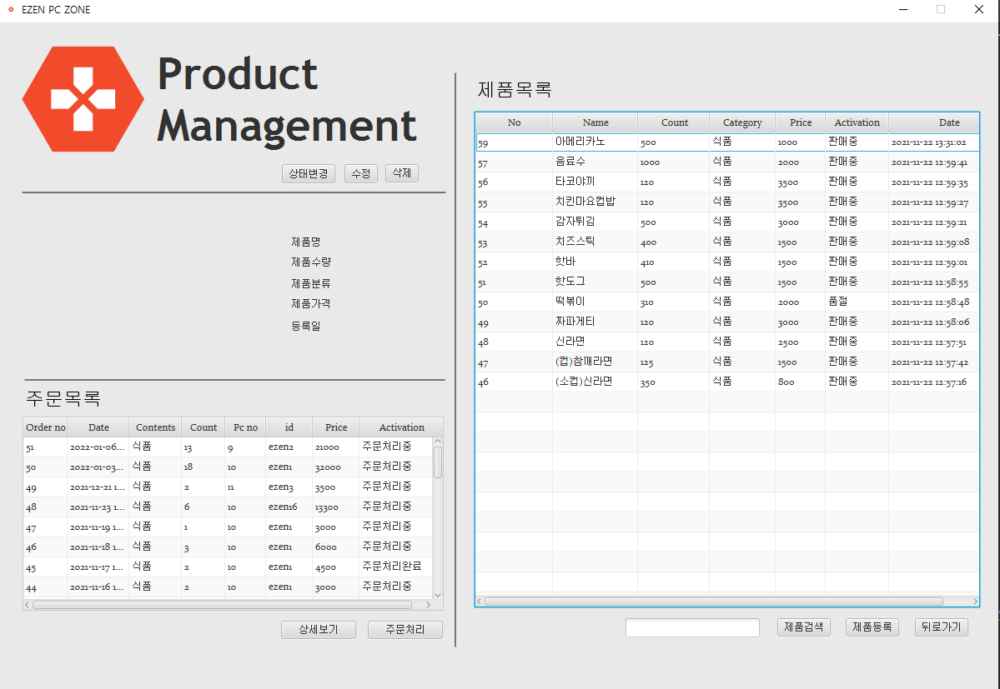 EZEN PC ZONE
Product
Management
상태변경 수정 삭제
제품명
제품수량
제품분류
제품가격
등록일
주문목록
Order no Date Contents Count Pc no id Price Activation
51 2022-01-06... 식품 13 9 ezen2 21000 주문처리중
50 2022-01-03... 식품 18 10 ezen1 32000 주문처리중
49 2021-12-21 1... 식품 2 11 ezen3 3500 주문처리중
48 2021-11-23 1... 식품 6 10 ezen16 13300 주문처리중
47 2021-11-19 1... 식품 1 10 ezen1 3000 주문처리중
46 2021-11-18 1... 식품 3 10 ezen1 6000 주문처리중
45 2021-11-17 1... 식품 2 10 ezen1 4500 주문처리완료
44 2021-11-16 1... 식품 2 10 ezen1 3000 주문처리중
상세보기 주문처리
제품목록
No Name Count Category Price Activation Date
59 아메리카노 500 식품 1000 판매중 2021-11-22 13:31:02
57 음료수 1000 식품 2000 판매중 2021-11-22 12:59:41
56 타코야끼 120 식품 3500 판매중 2021-11-22 12:59:35
55 치킨마요컵밥 120 식품 3500 판매중 2021-11-22 12:59:27
54 감자튀김 500 식품 3000 판매중 2021-11-22 12:59:21
53 치즈스틱 400 식품 1500 판매중 2021-11-22 12:59:08
52 핫바 410 식품 1500 판매중 2021-11-22 12:59:01
51 핫도그 500 식품 1500 판매중 2021-11-22 12:58:55
50 떡볶이 310 식품 2000 품절 2021-11-22 12:58:48
49 짜파게티 120 식품 3000 판매중 2021-11-22 12:58:06
48 신라면 120 식품 2500 판매중 2021-11-22 12:57:51
47 (컵)참깨라면 125 식품 1500 판매중 2021-11-22 12:57:42
46 (소컵)신라면 350 식품 800 판매중 2021-11-22 12:57:16
제품검색 제품등록 뒤로가기